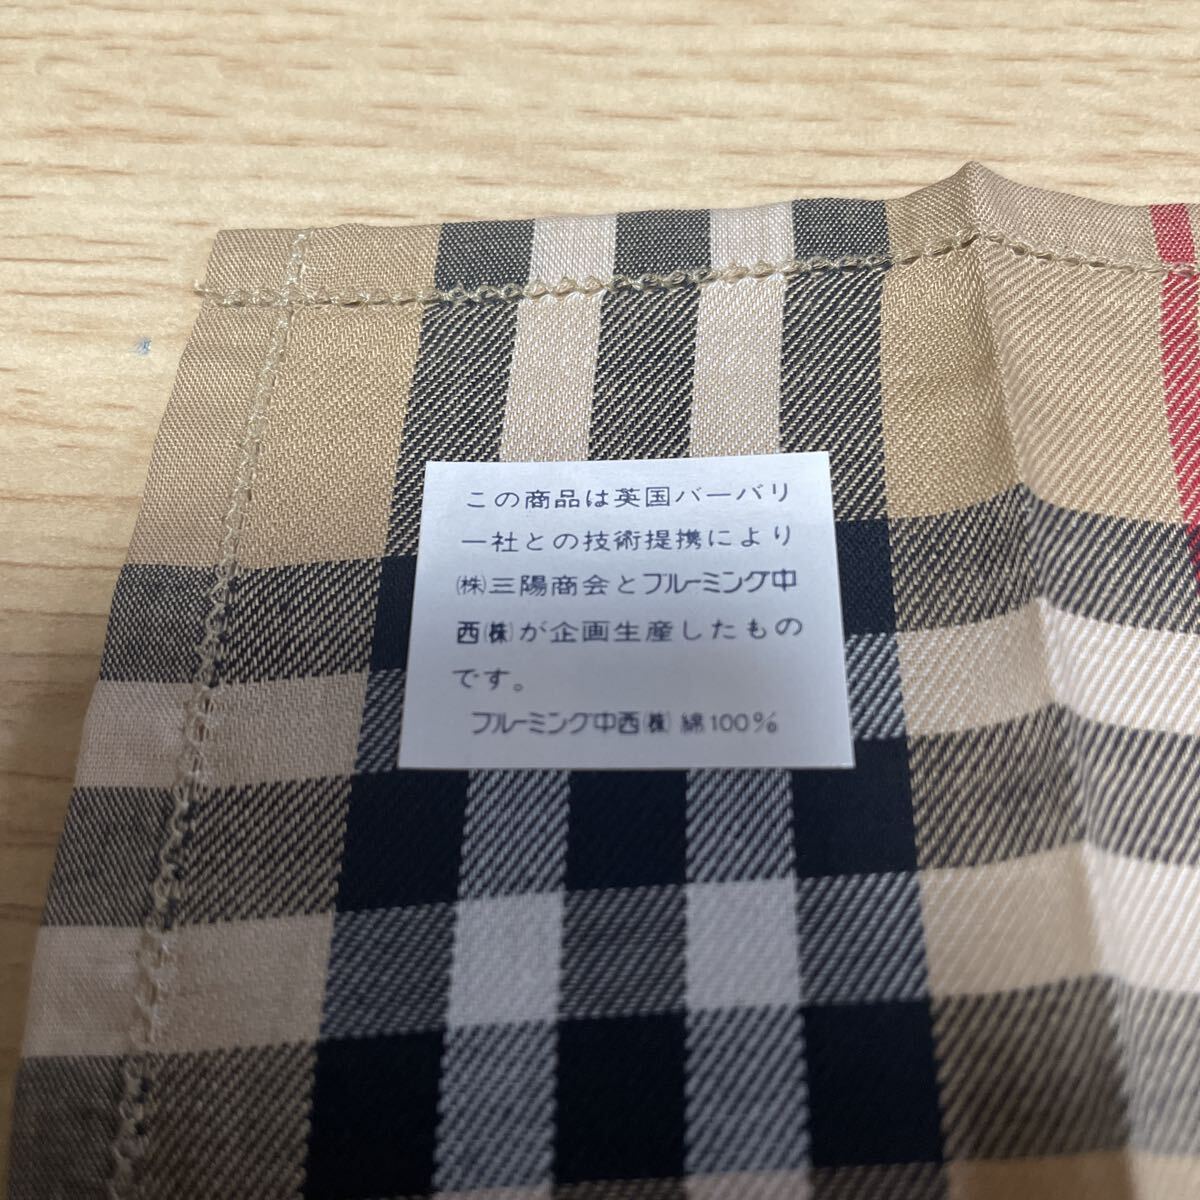 この商品は英国バーバリ
ー社との技術提携により
㈱三陽商会とブルーミング中
西㈱が企画生産したもの
です。
ブルーミング中西㈱ 綿100%